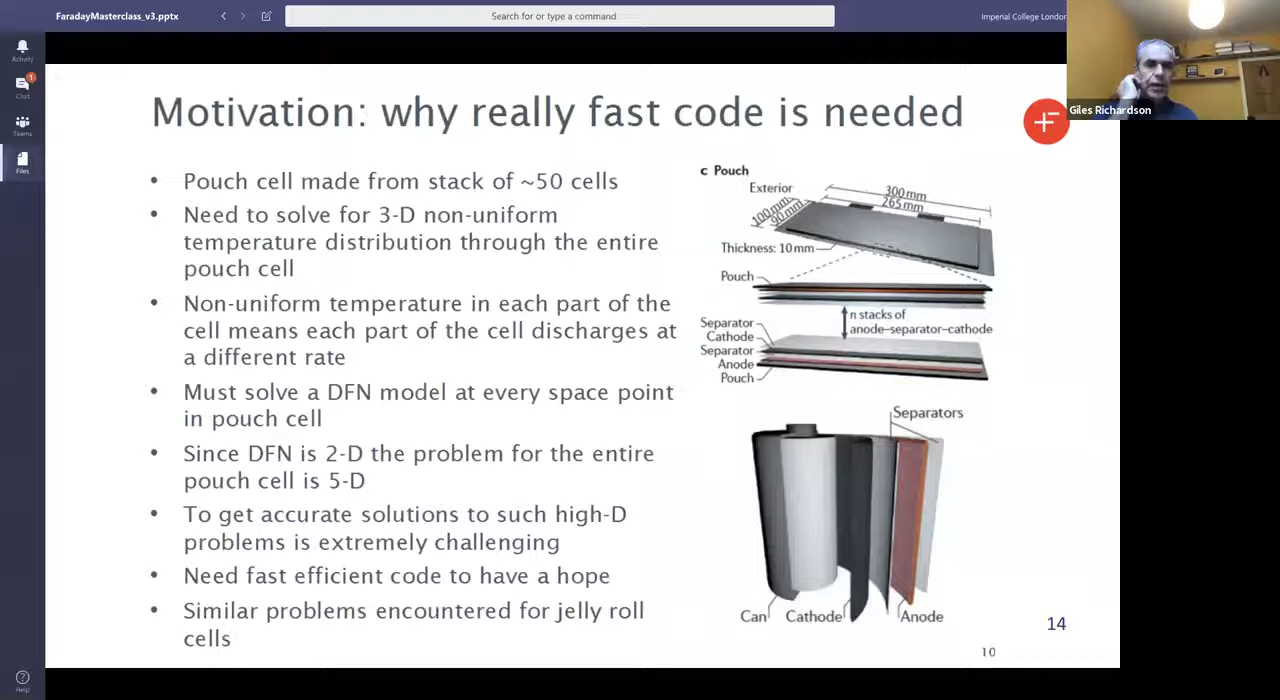 FaradayMasterclass_v3.pptx
Search for or type a command
Imperial College London
Activity
1
Chat
Teams
Files
Help
Giles Richardson
Motivation: why really fast code is needed
• Pouch cell made from stack of ~50 cells
• Need to solve for 3-D non-uniform
temperature distribution through the entire
pouch cell
• Non-uniform temperature in each part of the
cell means each part of the cell discharges at
a different rate
• Must solve a DFN model at every space point
in pouch cell
• Since DFN is 2-D the problem for the entire
pouch cell is 5-D
• To get accurate solutions to such high-D
problems is extremely challenging
• Need fast efficient code to have a hope
• Similar problems encountered for jelly roll
cells
c Pouch
Exterior
300 mm
265 mm
100 mm
90 mm
Thickness: 10 mm
Pouch
n stacks of
anode–separator–cathode
Separator
Cathode
Separator
Anode
Pouch
Separators
Can
Cathode
Anode
14
10